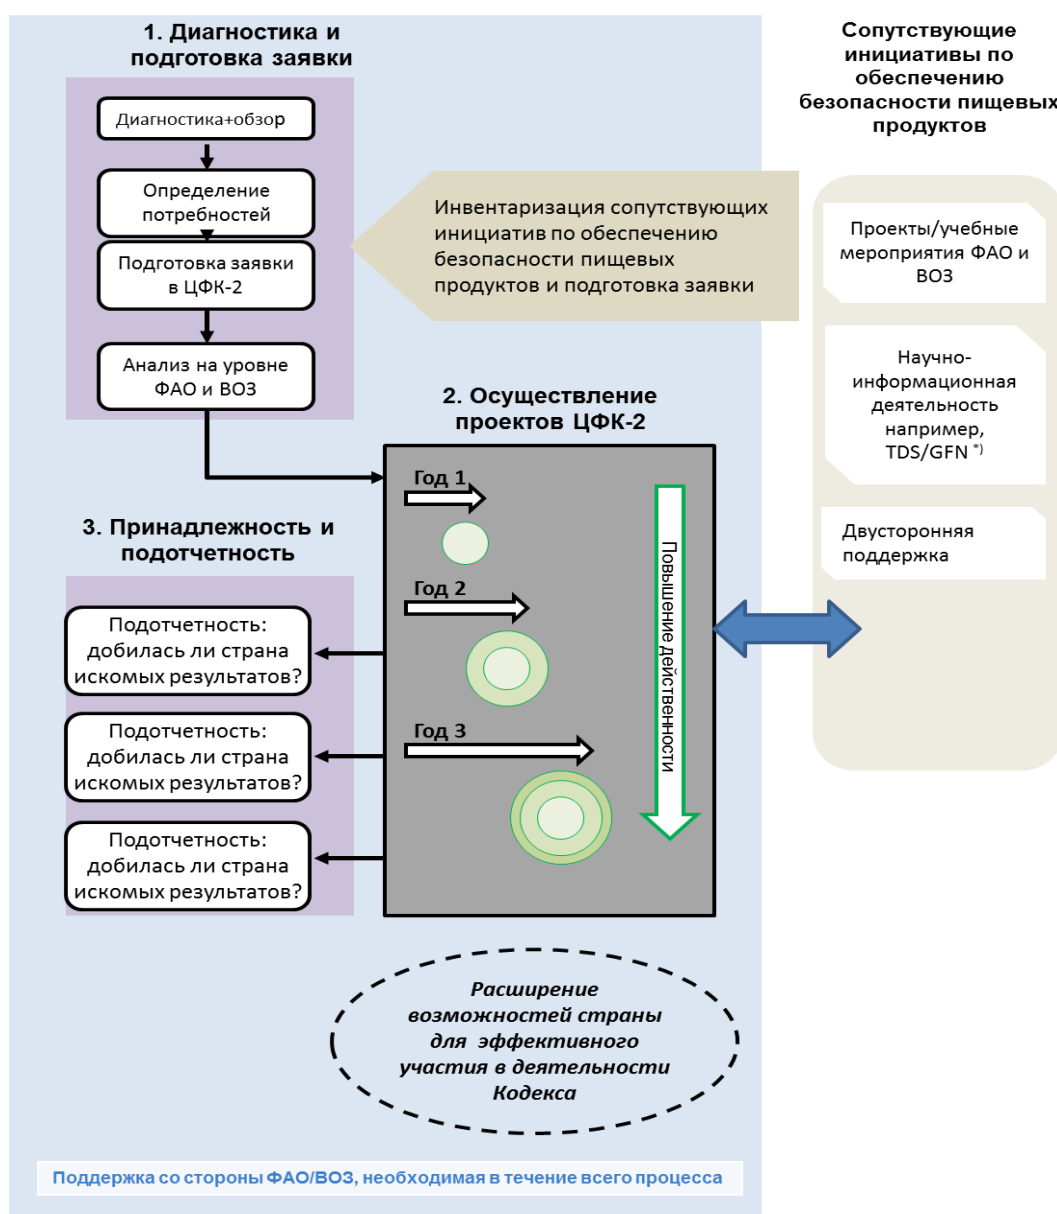 1. Диагностика и
подготовка заявки
Диагностика+обзор
Определение
потребностей
Подготовка заявки
в ЦФК-2
Анализ на уровне
ФАО и ВОЗ
Инвентаризация сопутствующих
инициатив по обеспечению
безопасности пищевых
продуктов и подготовка заявки
Сопутствующие
инициативы по
обеспечению
безопасности пищевых
продуктов
Проекты/учебные
мероприятия ФАО и
ВОЗ
Научно-
информационная
деятельность
например,
TDS/GFN *)
Двусторонняя
поддержка
2. Осуществление
проектов ЦФК-2
Год 1
Год 2
Год 3
Повышение действенности
3. Принадлежность и
подотчетность
Подотчетность:
добилась ли страна
искомых результатов?
Подотчетность:
добилась ли страна
искомых результатов?
Подотчетность:
добилась ли страна
искомых результатов?
Расширение
возможностей страны
для эффективного
участия в деятельности
Кодекса
Поддержка со стороны ФАО/ВОЗ, необходимая в течение всего процесса